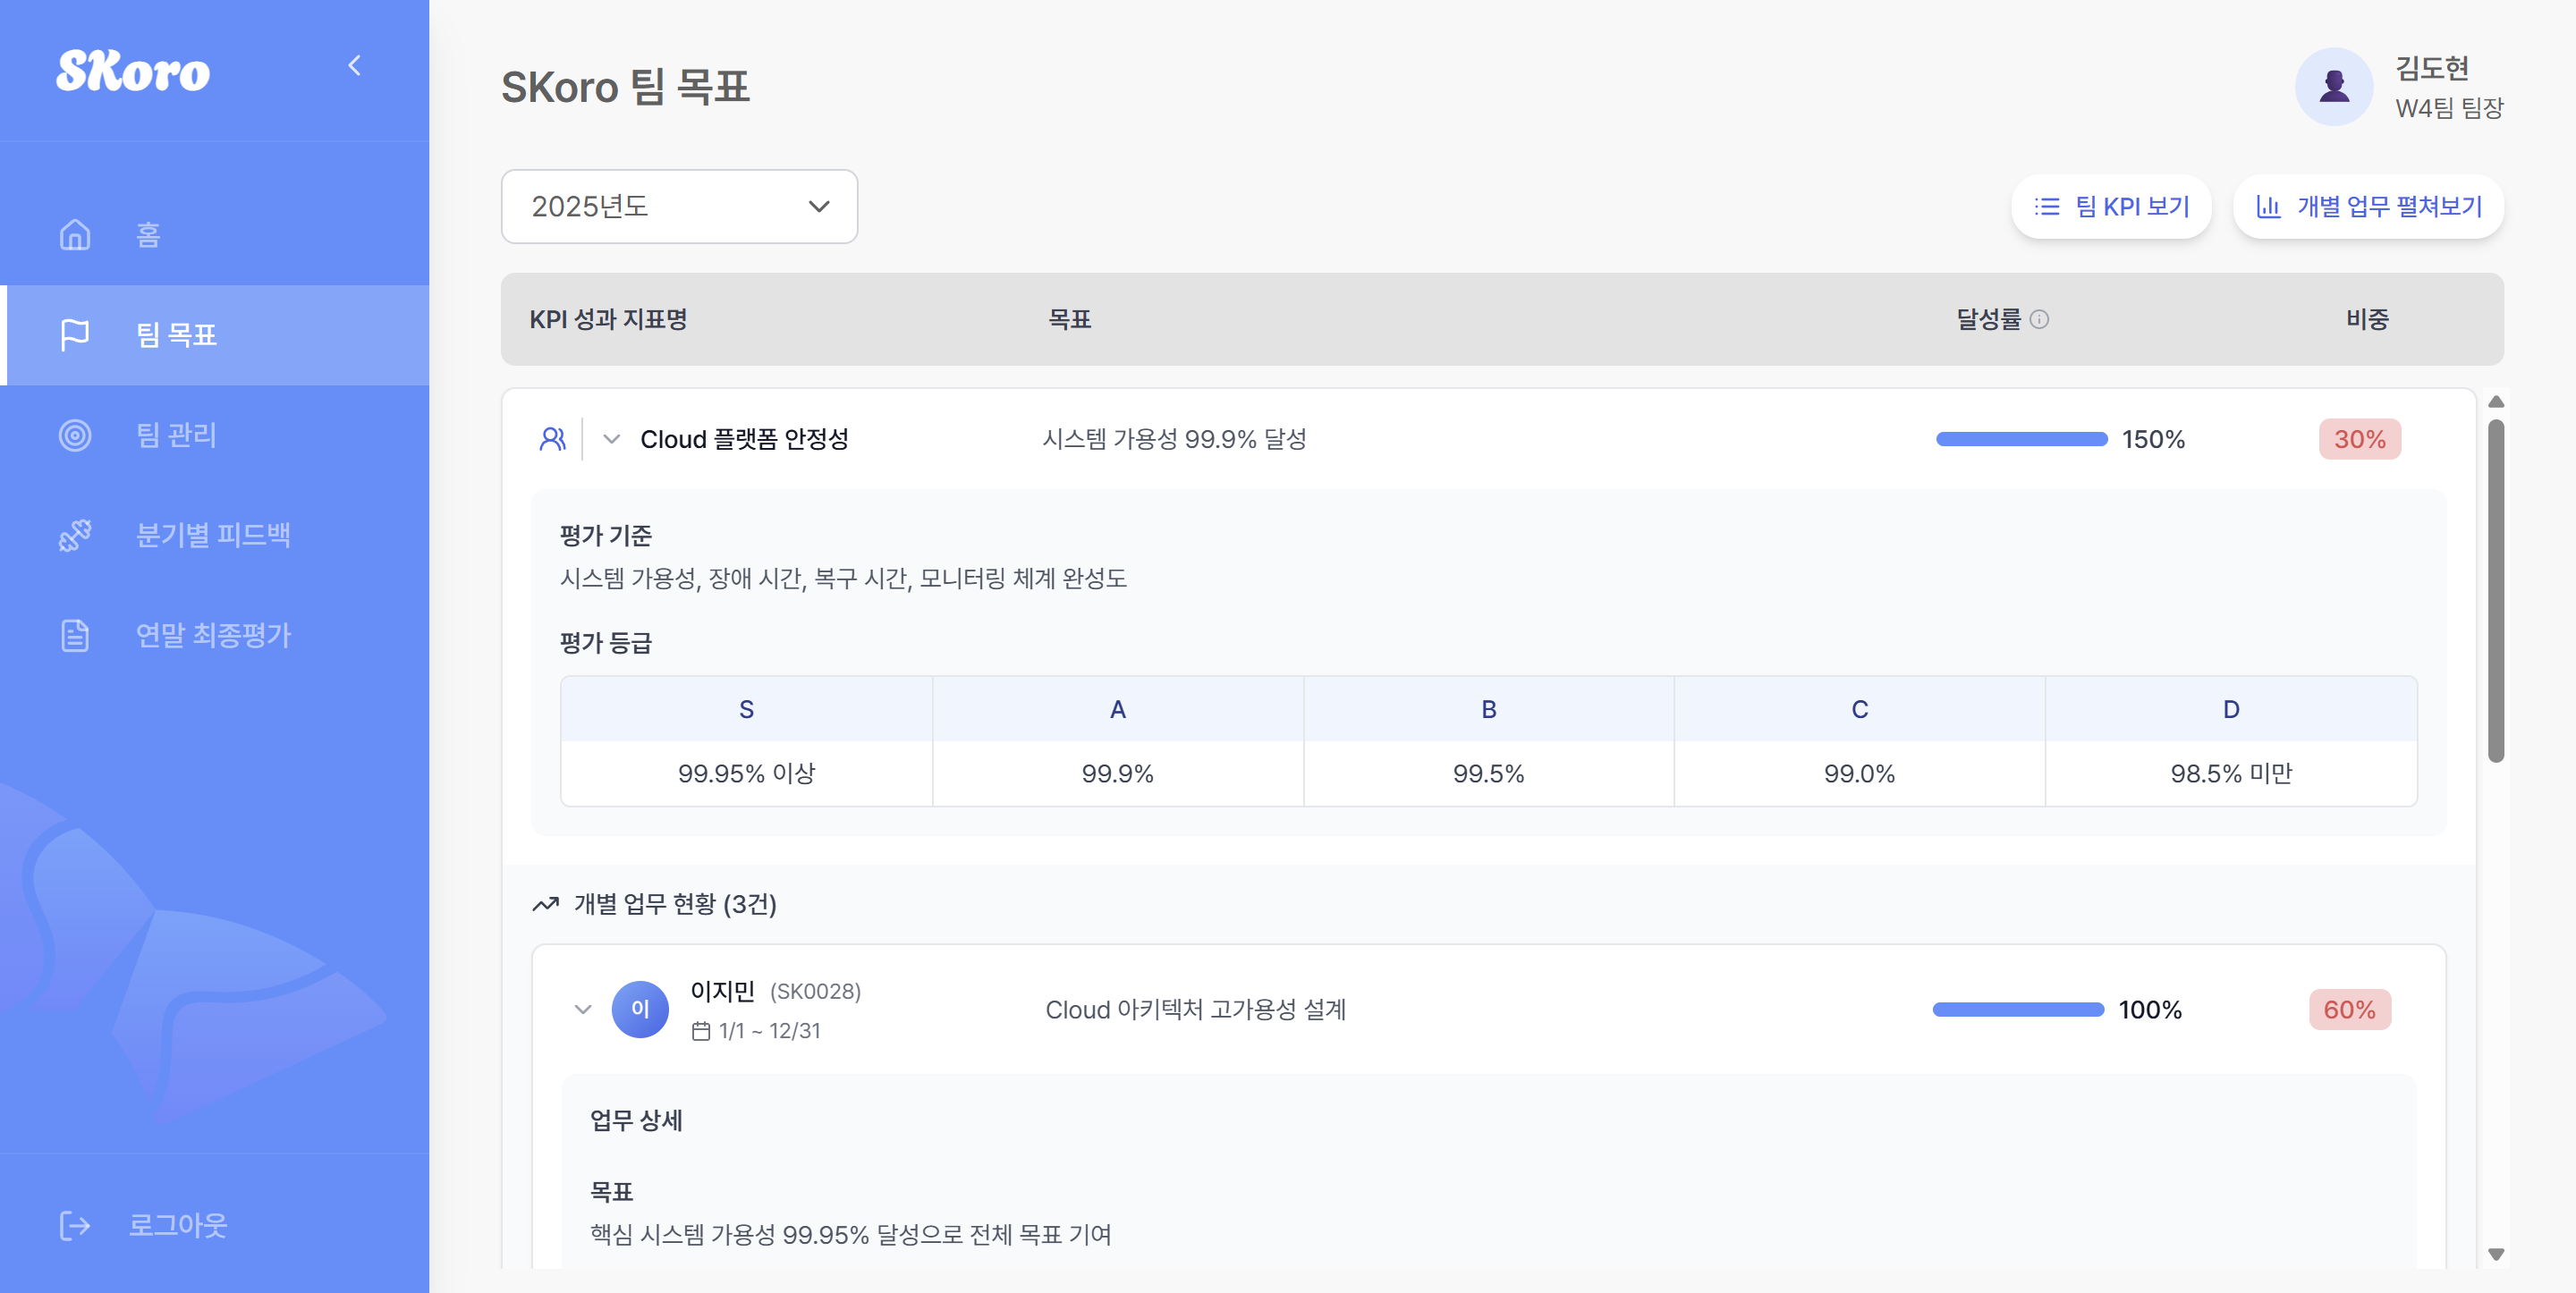 SKoro
홈
팀 목표
팀 관리
분기별 피드백
연말 최종평가
로그아웃
SKoro 팀 목표
김도현
W4팀 팀장
2025년도
팀 KPI 보기
개별 업무 펼쳐보기
KPI 성과 지표명 목표 달성률 비중
Cloud 플랫폼 안정성 시스템 가용성 99.9% 달성 150% 30%
평가 기준
시스템 가용성, 장애 시간, 복구 시간, 모니터링 체계 완성도
평가 등급
S A B C D
99.95% 이상 99.9% 99.5% 99.0% 98.5% 미만
개별 업무 현황 (3건)
이 이지민 (SK0028) Cloud 아키텍처 고가용성 설계 100% 60%
1/1 ~ 12/31
업무 상세
목표
핵심 시스템 가용성 99.95% 달성으로 전체 목표 기여